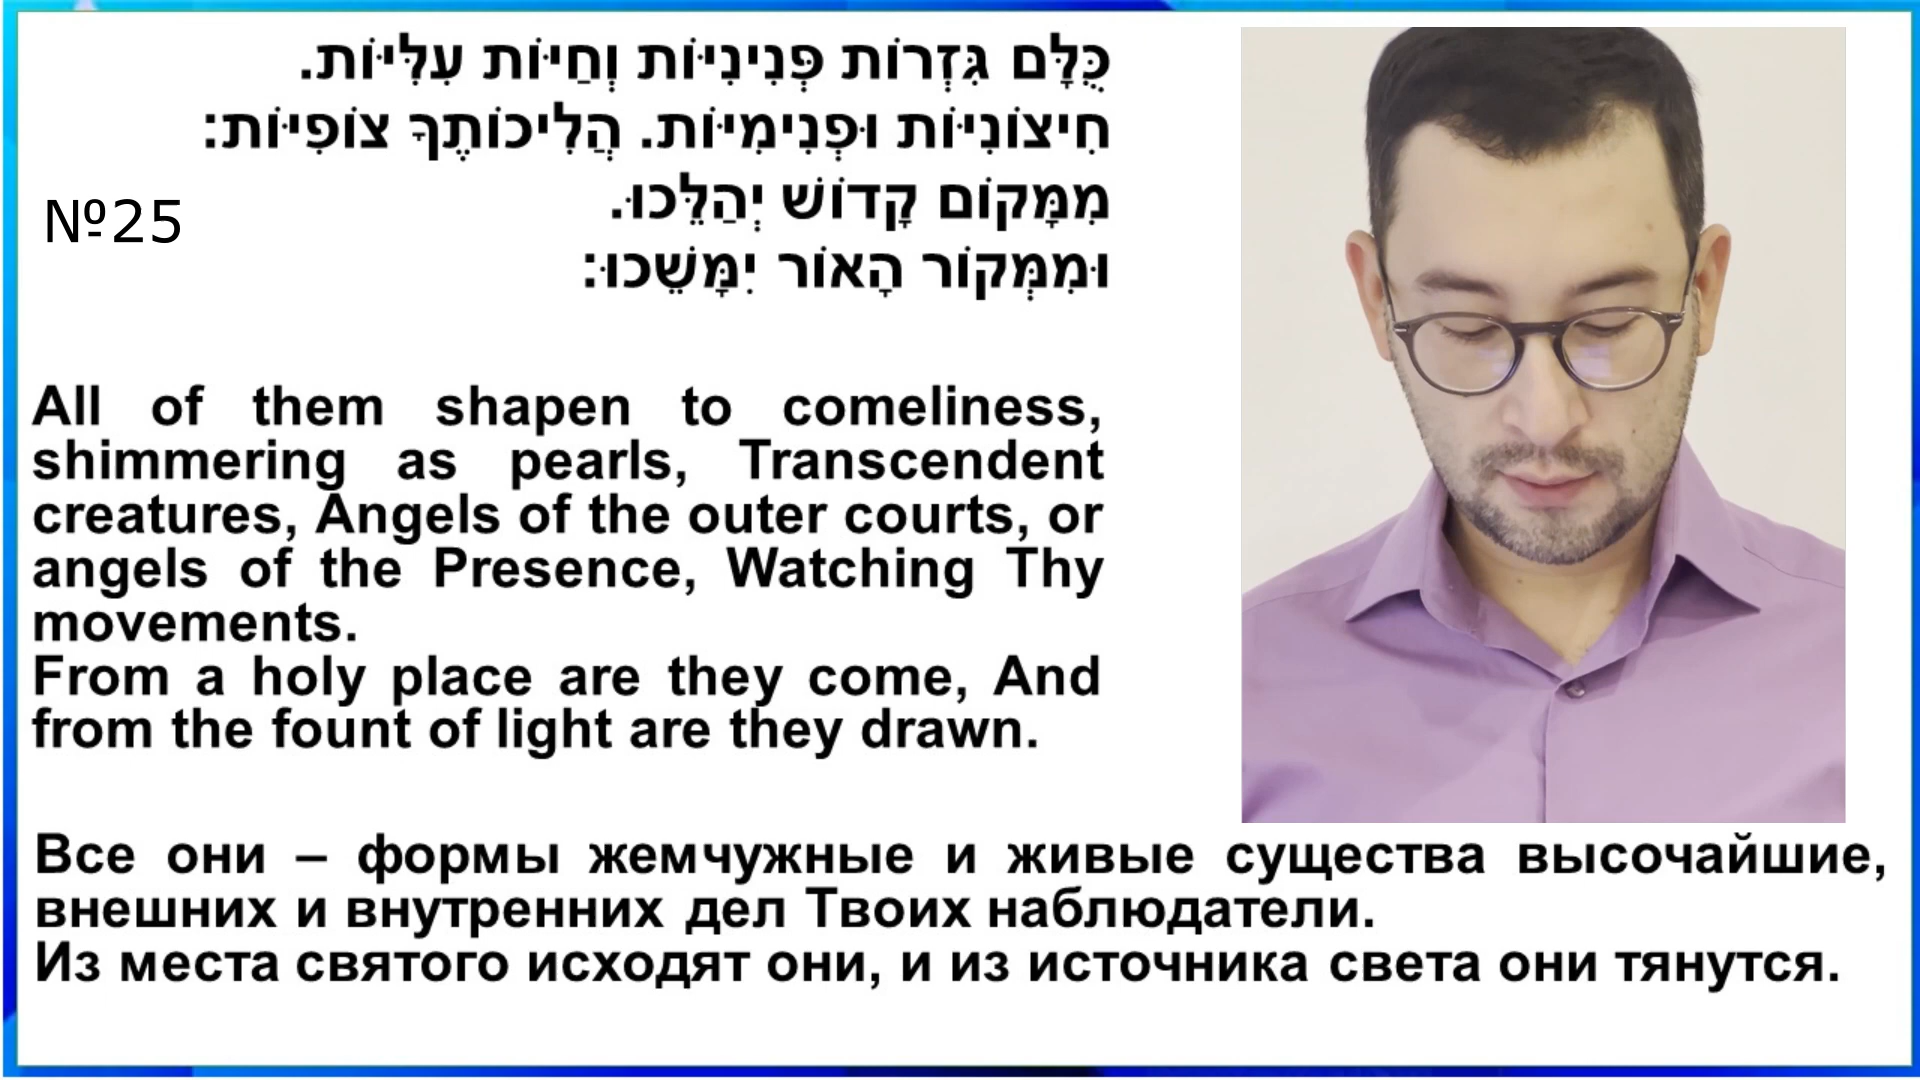 כֻּלָּם גִּזְרוֹת פְּנִינִיּוֹת וְחַיּוֹת עִלִּיּוֹת.
חִיצוֹנִיּוֹת וּפְנִימִיּוֹת. הֲלִיכוֹתֶךָ צוֹפִיּוֹת:
מִמָּקוֹם קָדוֹשׁ יְהַלֵּכוּ.
וּמִמְּקוֹר הָאוֹר יִמָּשֵׁכוּ:
№25
All of them shapen to comeliness,
shimmering as pearls, Transcendent
creatures, Angels of the outer courts, or
angels of the Presence, Watching Thy
movements.
From a holy place are they come, And
from the fount of light are they drawn.
Все они – формы жемчужные и живые существа высочайшие,
внешних и внутренних дел Твоих наблюдатели.
Из места святого исходят они, и из источника света они тянутся.